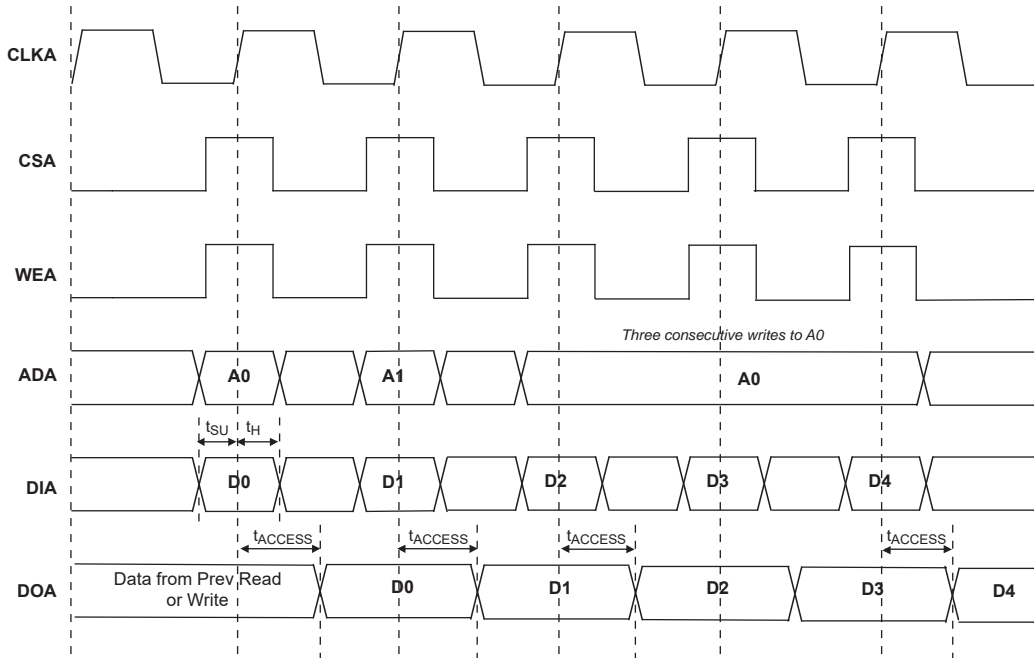 CLKA
CSA
WEA
Three consecutive writes to A0
ADA
A0
A1
A0
tSU
tH
DIA
D0
D1
D2
D3
D4
tACCESS
tACCESS
tACCESS
tACCESS
DOA
Data from Prev Read
or Write
D0
D1
D2
D3
D4